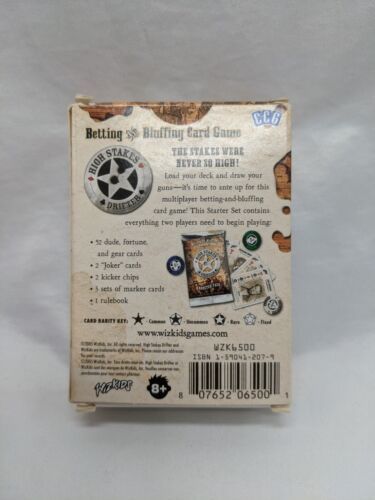 CCG
Betting & Bluffing Card Game
HIGH STAKES
DRIFTER
THE STAKES WERE
NEVER SO HIGH!
Load your deck and draw your
guns—it's time to ante up for this
multiplayer betting-and-bluffing
card game! This Starter Set contains
everything two players need to begin playing:
• 52 dude, fortune,
and gear cards
• 2 "Joker" cards
• 2 kicker chips
• 3 sets of marker cards
• 1 rulebook
CARD RARITY KEY: - Common - Uncommon - Rare - Fixed
www.wizkidsgames.com
WZK6500
ISBN 1-59041-207-9
WIZKIDS
8+
8 07652 06500 1